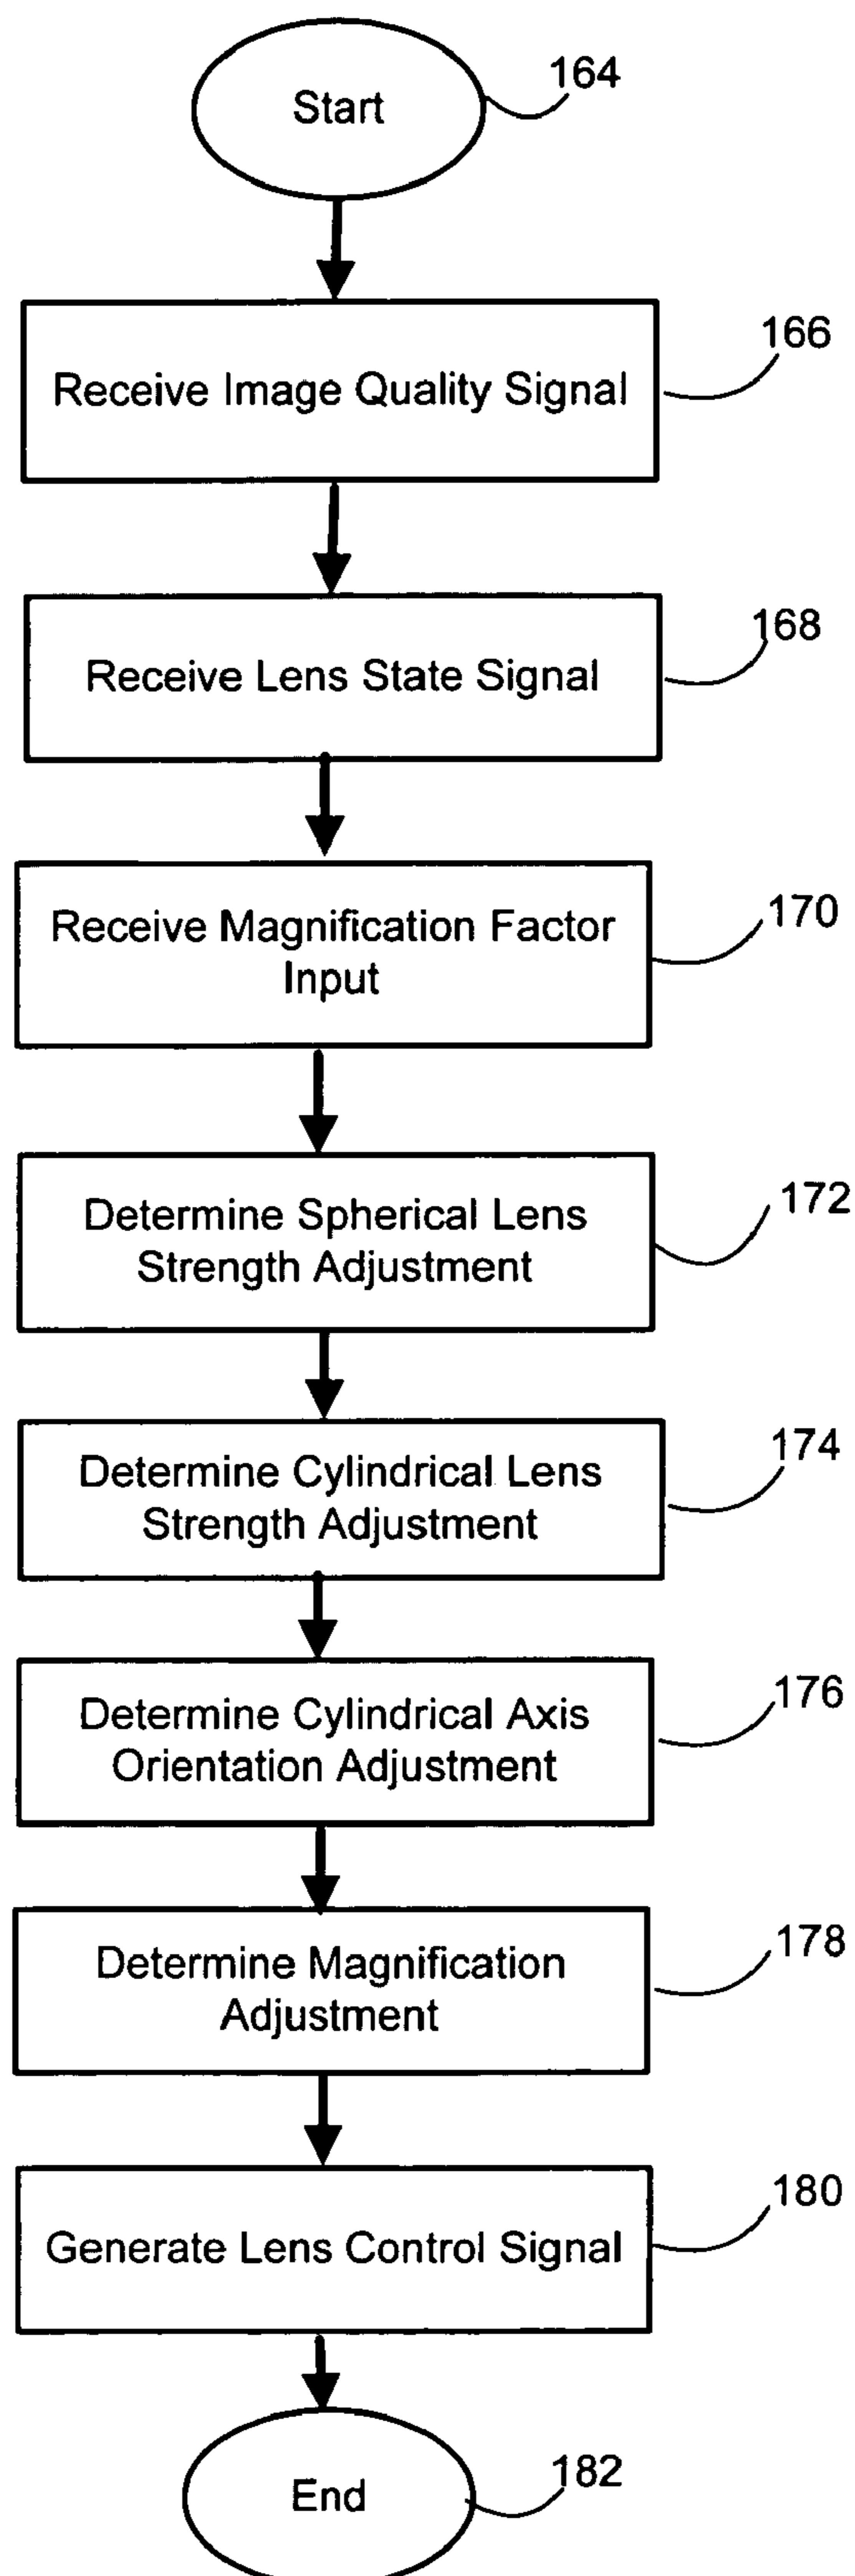 Start
164
Receive Image Quality Signal
166
Receive Lens State Signal
168
Receive Magnification Factor
Input
170
Determine Spherical Lens
Strength Adjustment
172
Determine Cylindrical Lens
Strength Adjustment
174
Determine Cylindrical Axis
Orientation Adjustment
176
Determine Magnification
Adjustment
178
Generate Lens Control Signal
180
End
182